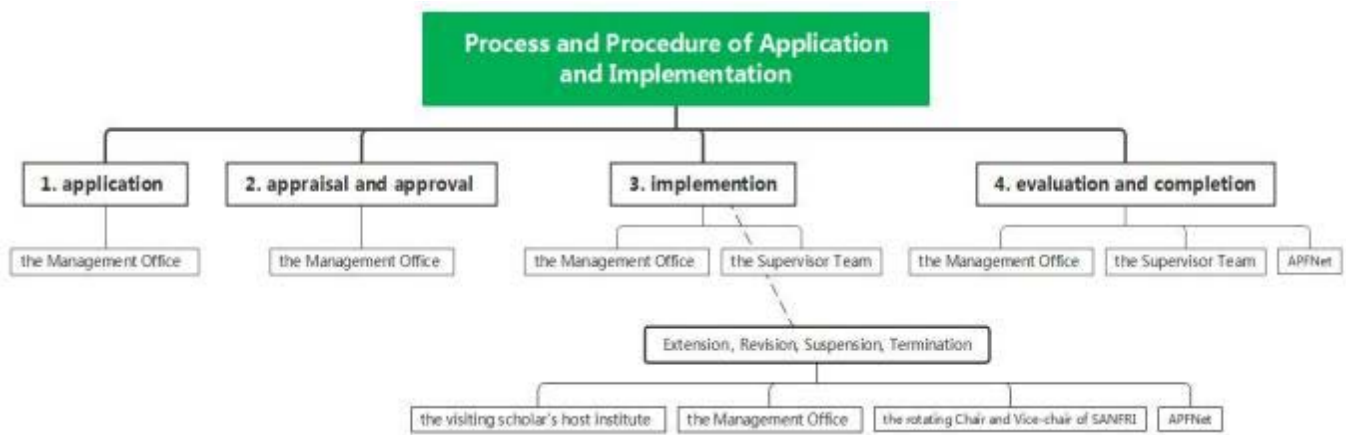 Process and Procedure of Application
and Implementation
1. application
2. appraisal and approval
3. implemention
4. evaluation and completion
the Management Office
the Management Office
the Management Office
the Supervisor Team
the Management Office
the Supervisor Team
APFNet
Extension, Revision, Suspension, Termination
the visiting scholar's host institute
the Management Office
the rotating Chair and Vice-chair of SANFRI
APFNet